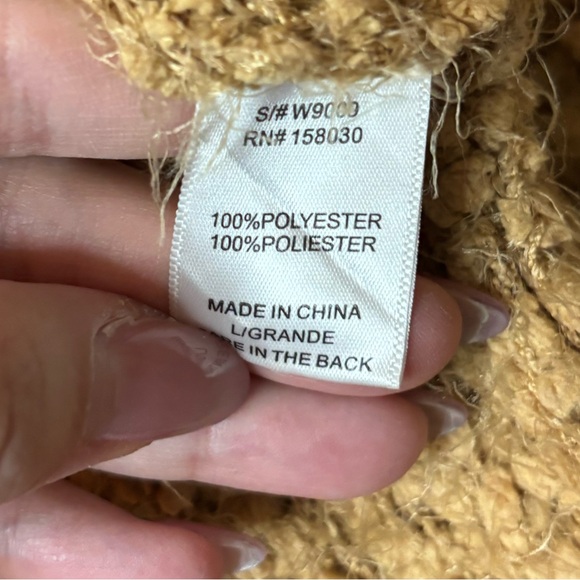 S/# W9000
RN# 158030
100%POLYESTER
100%POLIESTER
MADE IN CHINA
L/GRANDE
IN THE BACK